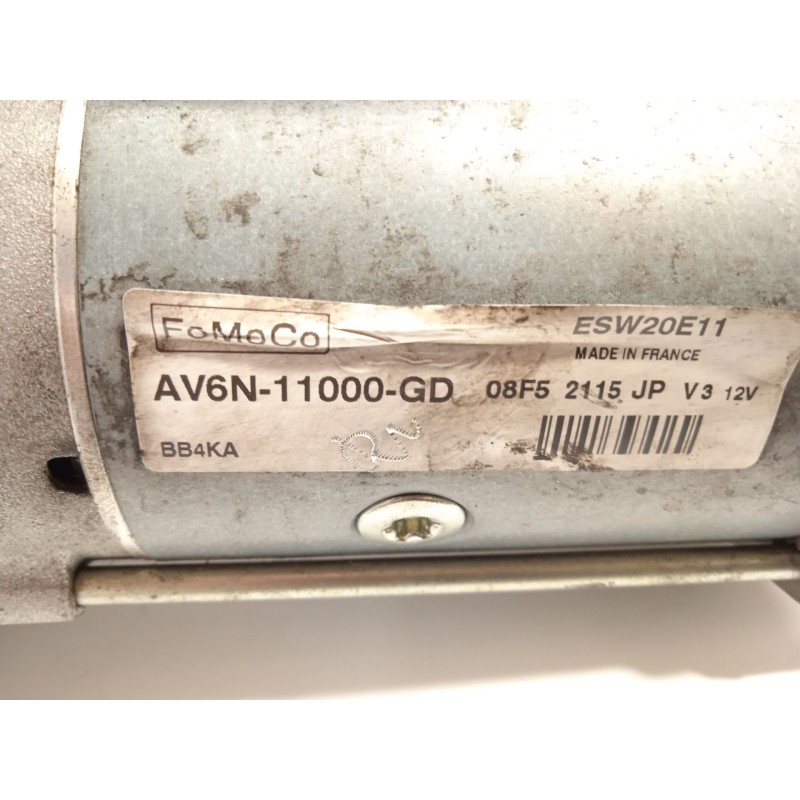 FoMoCo
ESW20E11
MADE IN FRANCE
AV6N-11000-GD 08F5 2115 JP V3 12V
BB4KA